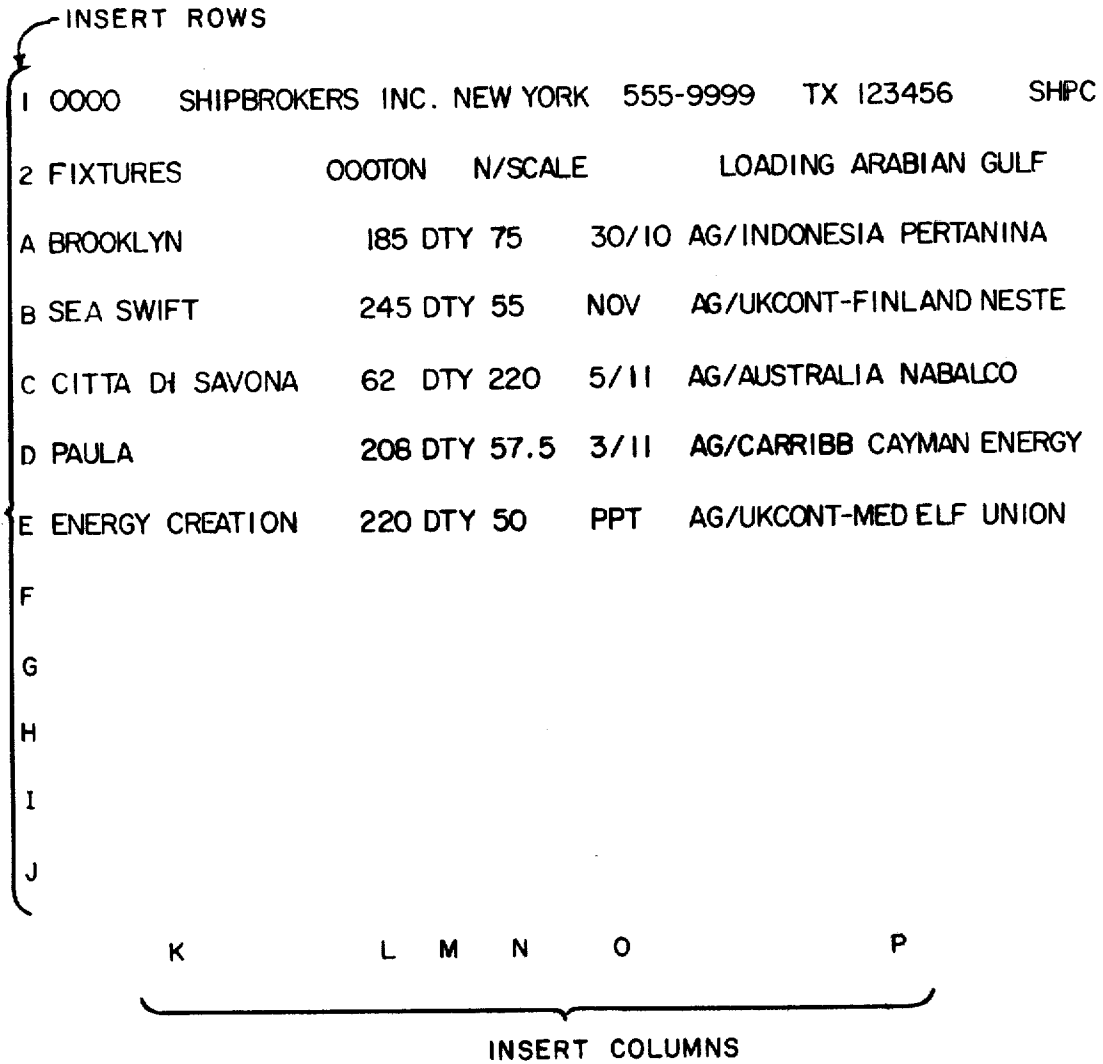 INSERT ROWS
1 0000 SHIPBROKERS INC. NEW YORK 555-9999 TX 123456 SHPC
2 FIXTURES 000TON N/SCALE LOADING ARABIAN GULF
A BROOKLYN 185 DTY 75 30/10 AG/INDONESIA PERTANINA
B SEA SWIFT 245 DTY 55 NOV AG/UKCONT-FINLAND NESTE
C CITTA DI SAVONA 62 DTY 220 5/11 AG/AUSTRALIA NABALCO
D PAULA 208 DTY 57.5 3/11 AG/CARRIBB CAYMAN ENERGY
E ENERGY CREATION 220 DTY 50 PPT AG/UKCONT-MED ELF UNION
F
G
H
I
J
K L M N O P
INSERT COLUMNS